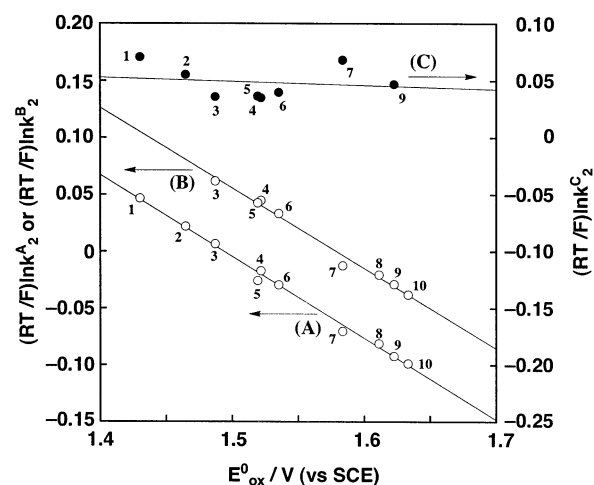 (RT /F)lnk^A_2 or (RT /F)lnk^B_2
0.20
0.15
0.10
0.05
0
−0.05
−0.10
−0.15
1 2 3 4 5 6 7 9 (C)
(B) 3 4 5 6 7 8 9 10
1 2 3 4 5 6 7 8 9 10 (A)
0.10
0.05
0
−0.05
−0.10
−0.15
−0.20
−0.25
(RT /F)lnk^C_2
1.4 1.5 1.6 1.7
E^0_ox / V (vs SCE)